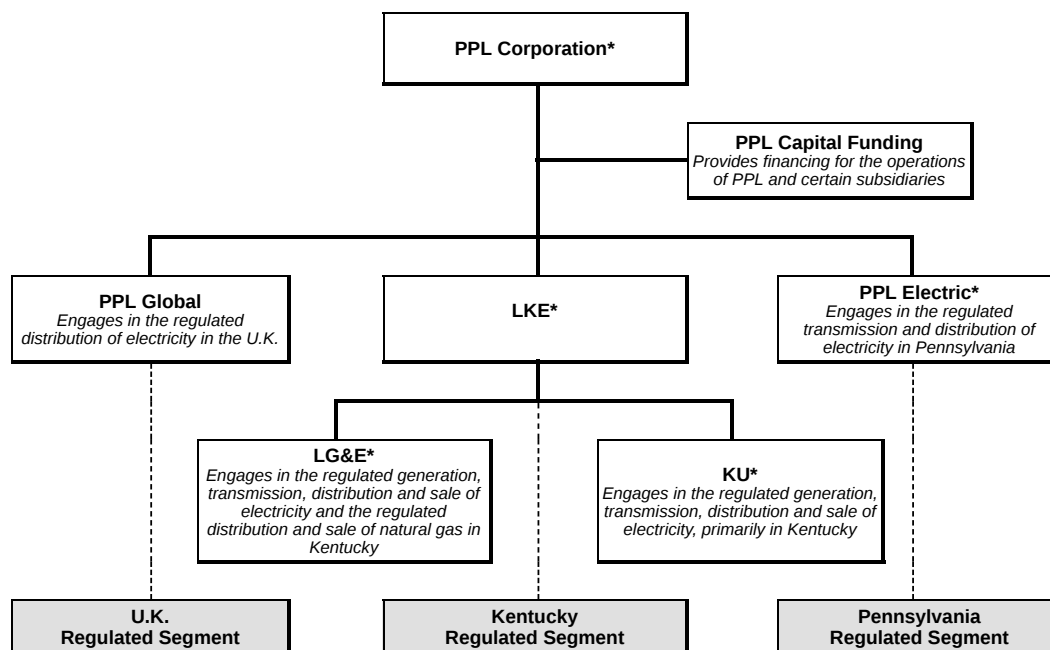 PPL Corporation*
PPL Capital Funding
Provides financing for the operations
of PPL and certain subsidiaries
PPL Global
Engages in the regulated
distribution of electricity in the U.K.
LKE*
PPL Electric*
Engages in the regulated
transmission and distribution of
electricity in Pennsylvania
LG&E*
Engages in the regulated generation,
transmission, distribution and sale of
electricity and the regulated
distribution and sale of natural gas in
Kentucky
KU*
Engages in the regulated generation,
transmission, distribution and sale of
electricity, primarily in Kentucky
U.K.
Regulated Segment
Kentucky
Regulated Segment
Pennsylvania
Regulated Segment